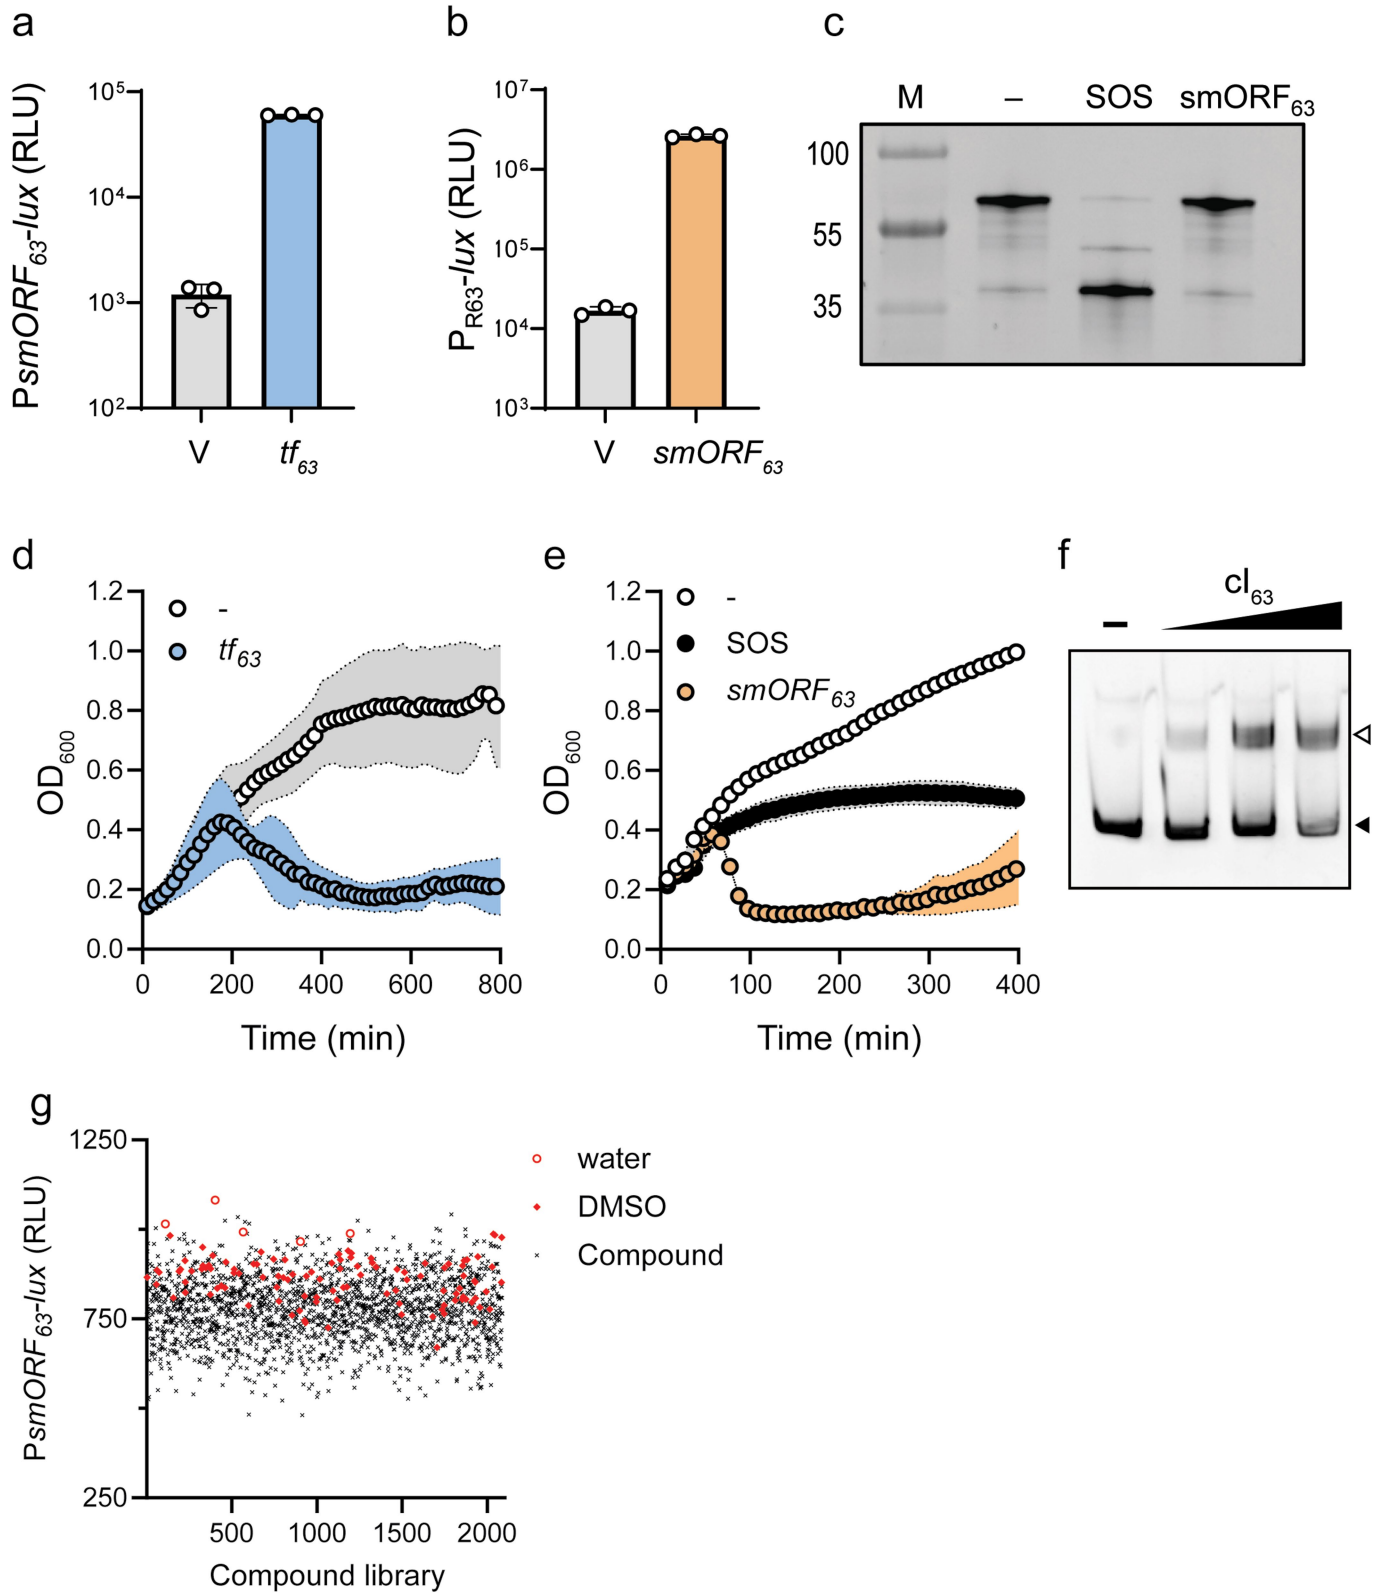 a
PsmORF63-lux (RLU)
10⁵
10⁴
10³
10²
V tf63
b
PR63-lux (RLU)
10⁷
10⁶
10⁵
10⁴
10³
V smORF63
c
M – SOS smORF63
100
55
35
d
OD600
1.2
1.0
0.8
0.6
0.4
0.2
0.0
-
tf63
0 200 400 600 800
Time (min)
e
OD600
1.2
1.0
0.8
0.6
0.4
0.2
0.0
-
SOS
smORF63
0 100 200 300 400
Time (min)
f
cI63
–
g
PsmORF63-lux (RLU)
1250
750
250
water
DMSO
Compound
500 1000 1500 2000
Compound library